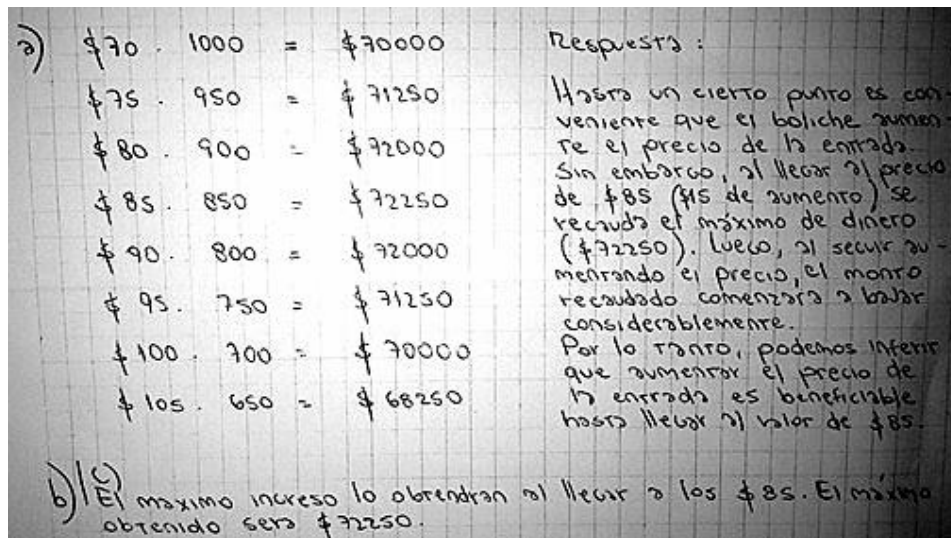 a) $70 . 1000 = $70000
$75 . 950 = $71250
$80 . 900 = $72000
$85 . 850 = $72250
$90 . 800 = $72000
$95 . 750 = $71250
$100 . 700 = $70000
$105 . 650 = $68250
Respuesta :
Hasta un cierto punto es con-
veniente que el boliche aumen-
te el precio de la entrada.
Sin embargo, al llegar al precio
de $85 ($15 de aumento) se
recauda el máximo de dinero
($72250). Luego, al seguir au-
mentando el precio, el monto
recaudado comenzara a bajar
considerablemente.
Por lo tanto, podemos inferir
que aumentar el precio de
la entrada es beneficiable
hasta llegar al valor de $85.
b)/c)
El maximo ingreso lo obtendran al llegar a los $85. El máximo
obtenido sera $72250.